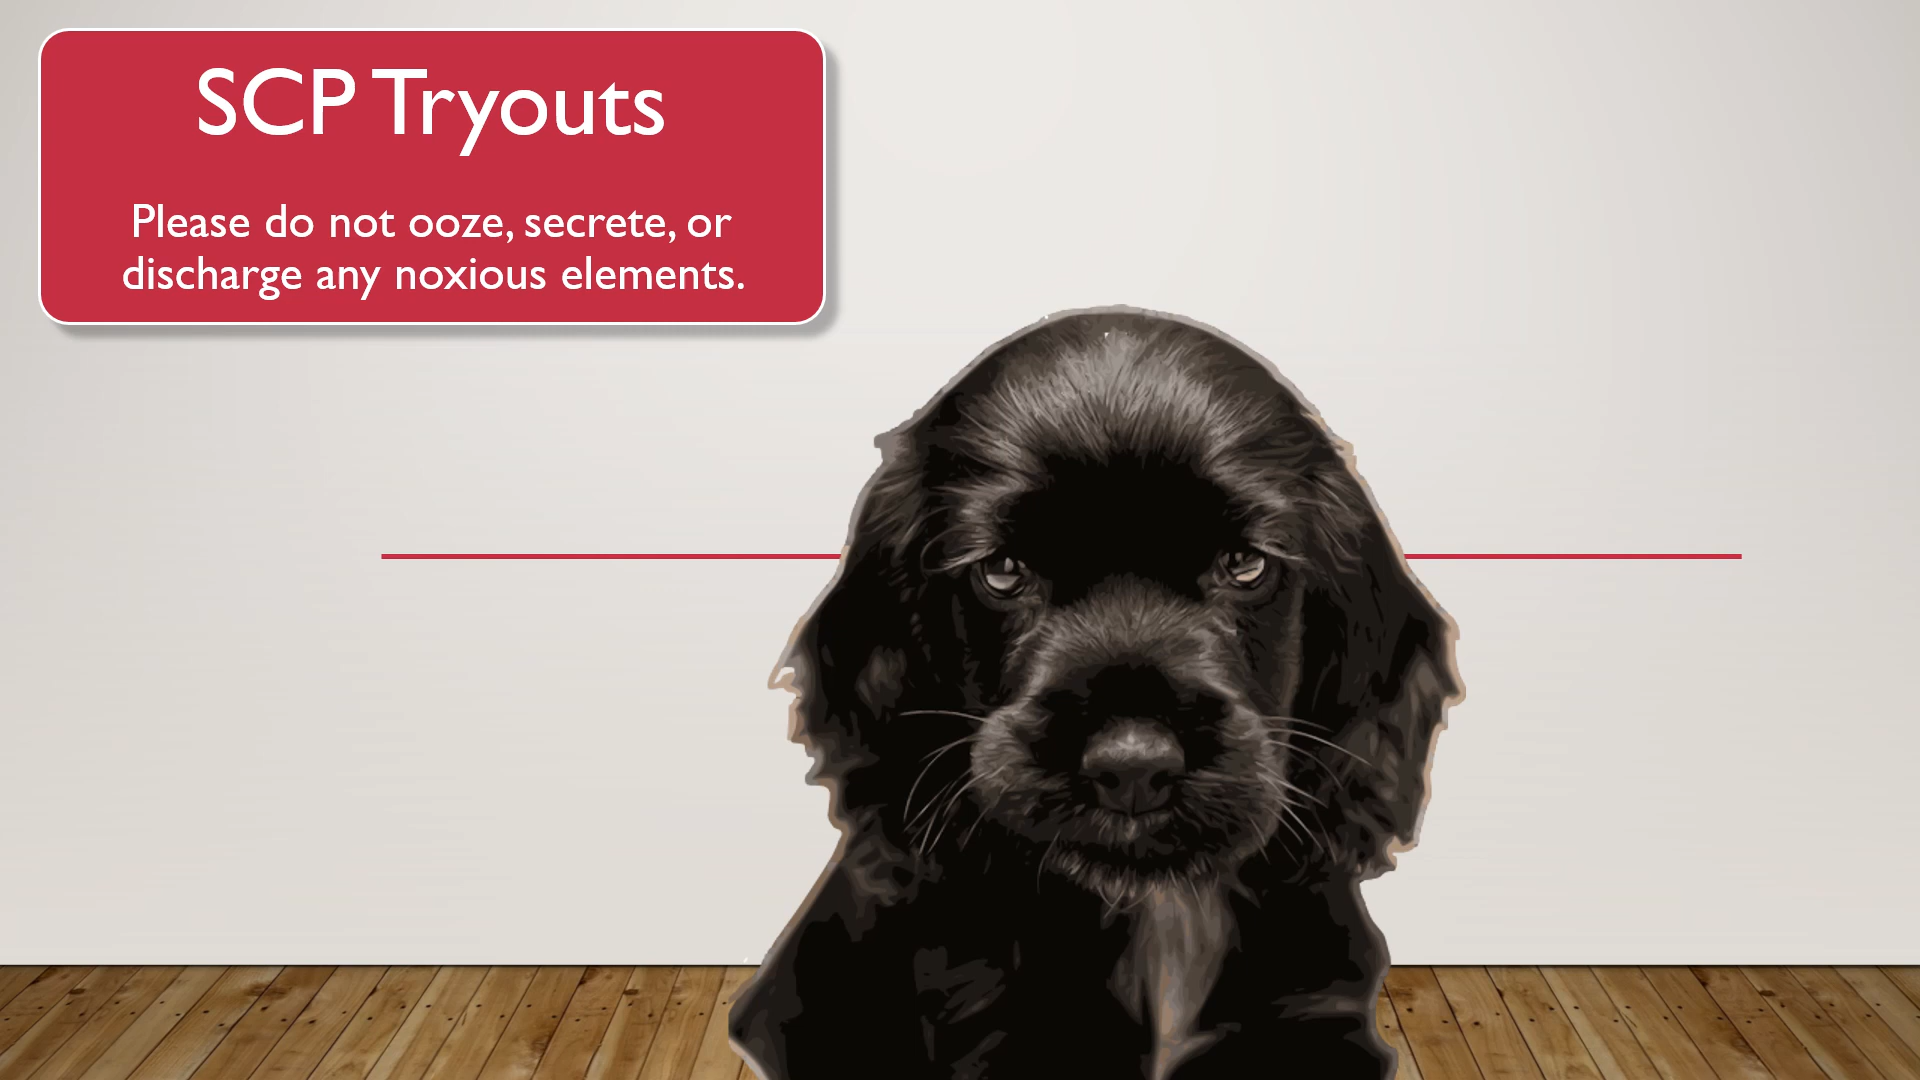 SCP Tryouts
Please do not ooze, secrete, or
discharge any noxious elements.